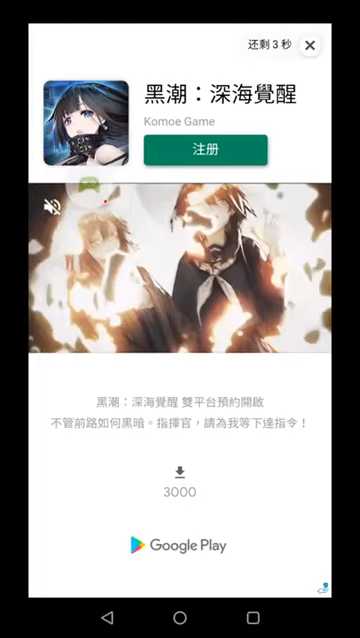 还剩 3 秒
黑潮：深海覺醒
Komoe Game
注册
黑潮：深海覺醒 雙平台預約開啟
不管前路如何黑暗。指揮官，請為我等下達指令！
3000
Google Play